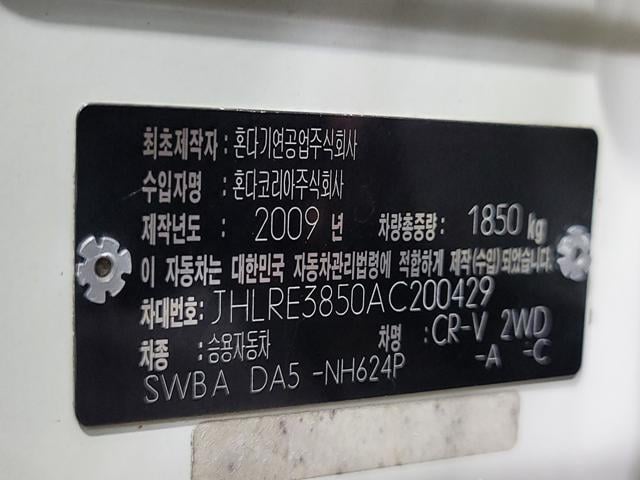 최초제작자 : 혼다기연공업주식회사
수입자명 : 혼다코리아주식회사
제작년도 : 2009 년 차량총중량 : 1850 kg
이 자동차는 대한민국 자동차관리법령에 적합하게 제작(수입) 되었습니다.
차대번호: JHLRE3850AC200429
차종 : 승용자동차 차명 : CR-V 2WD
SWBA DA5 -NH624P -A -C